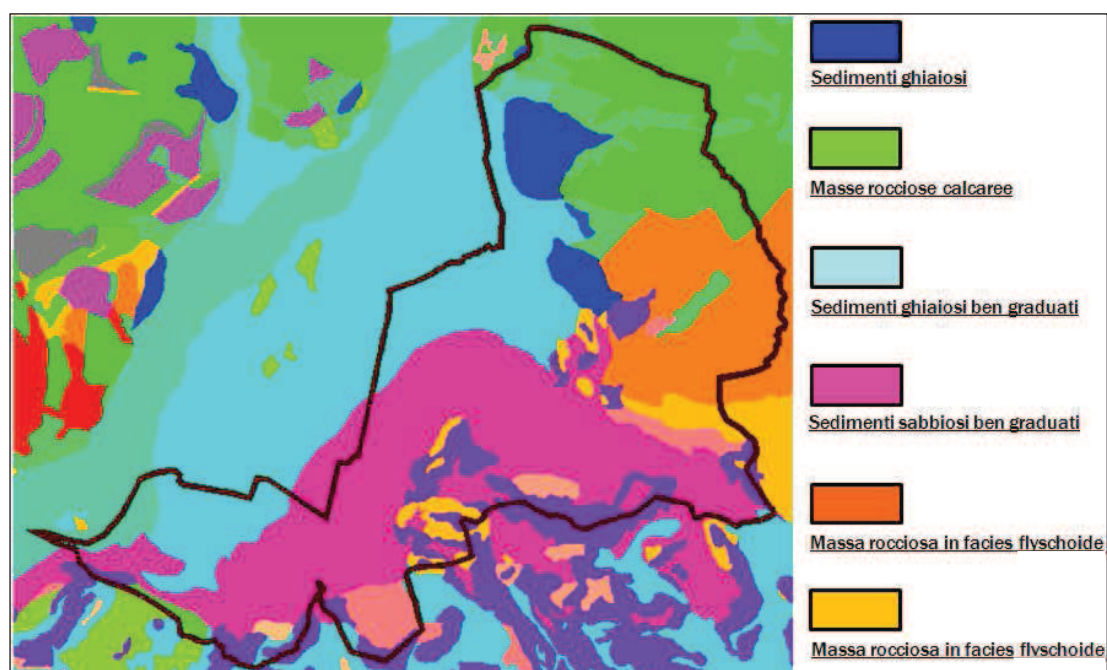 Sedimenti ghiaiosi
Masse rocciose calcaree
Sedimenti ghiaiosi ben graduati
Sedimenti sabbiosi ben graduati
Massa rocciosa in facies flyschoide
Massa rocciosa in facies flyschoide